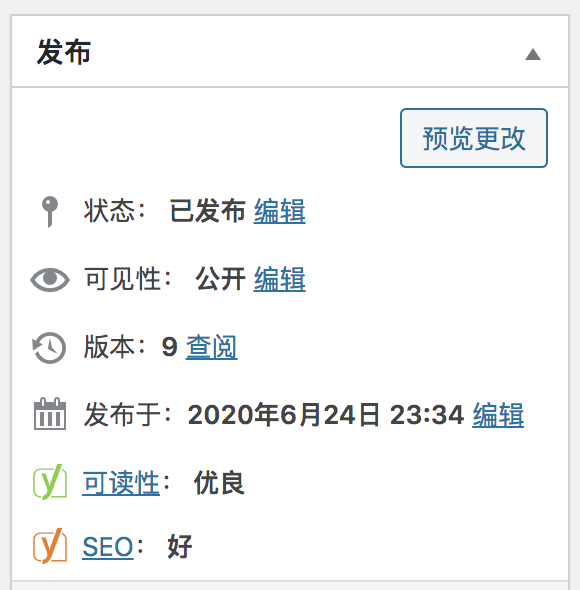 发布
预览更改
状态： 已发布 编辑
可见性： 公开 编辑
版本：9 查阅
发布于：2020年6月24日 23:34 编辑
可读性： 优良
SEO： 好